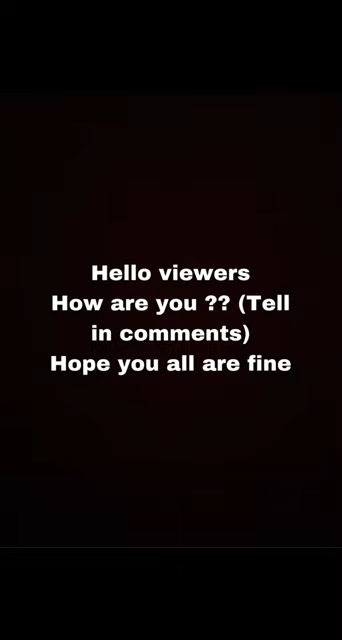 Hello viewers
How are you ?? (Tell
in comments)
Hope you all are fine